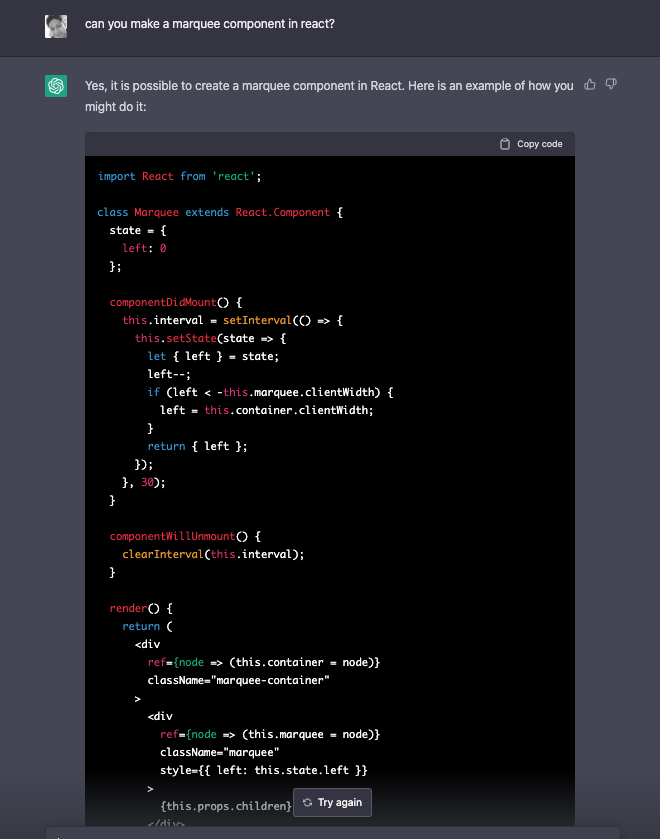 can you make a marquee component in react?
Yes, it is possible to create a marquee component in React. Here is an example of how you
might do it:
Copy code
import React from 'react';
class Marquee extends React.Component {
  state = {
    left: 0
  };
  componentDidMount() {
    this.interval = setInterval(() => {
      this.setState(state => {
        let { left } = state;
        left--;
        if (left < -this.marquee.clientWidth) {
          left = this.container.clientWidth;
        }
        return { left };
      });
    }, 30);
  }
  componentWillUnmount() {
    clearInterval(this.interval);
  }
  render() {
    return (
      <div
        ref={node => (this.container = node)}
        className="marquee-container"
      >
        <div
          ref={node => (this.marquee = node)}
          className="marquee"
          style={{ left: this.state.left }}
        >
          {this.props.children}
Try again
        </div>